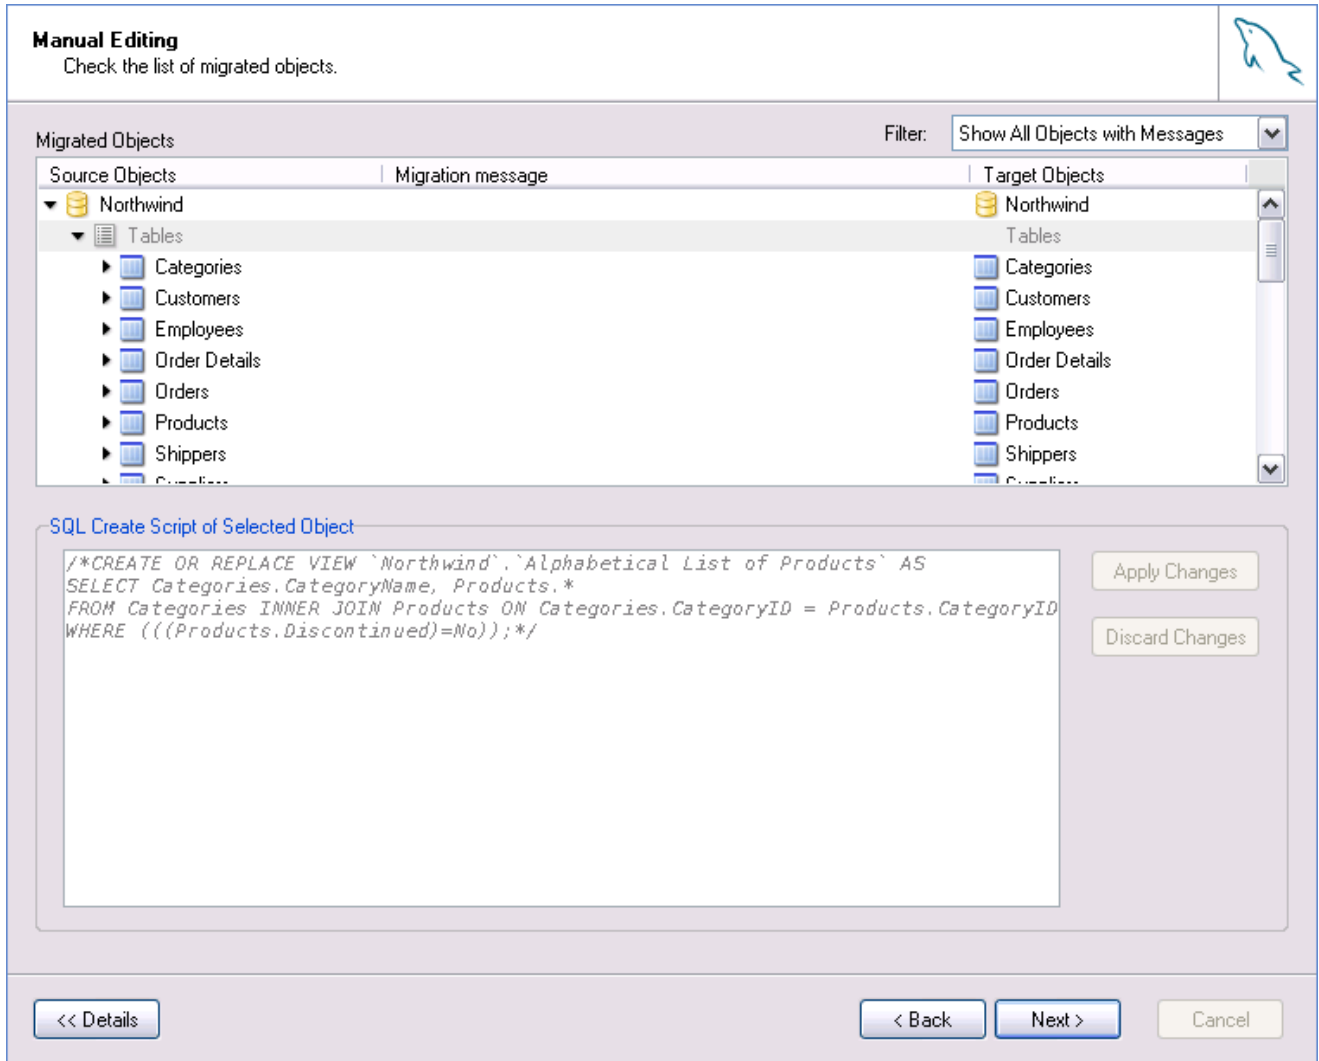 Manual Editing
Check the list of migrated objects.
Migrated Objects
Filter: Show All Objects with Messages
Source Objects Migration message Target Objects
Northwind Northwind
Tables Tables
Categories Categories
Customers Customers
Employees Employees
Order Details Order Details
Orders Orders
Products Products
Shippers Shippers
SQL Create Script of Selected Object
/*CREATE OR REPLACE VIEW `Northwind`.`Alphabetical List of Products` AS
SELECT Categories.CategoryName, Products.*
FROM Categories INNER JOIN Products ON Categories.CategoryID = Products.CategoryID
WHERE (((Products.Discontinued)=No));*/
Apply Changes
Discard Changes
<< Details
< Back
Next >
Cancel